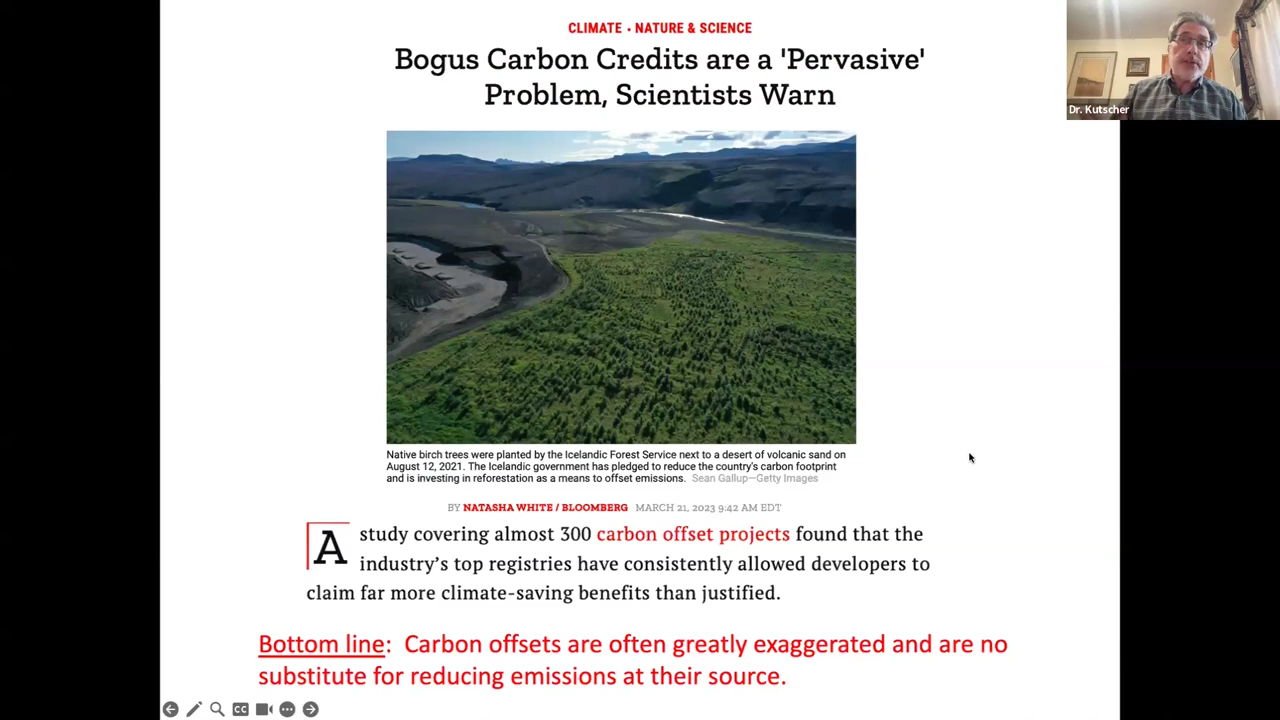 CLIMATE • NATURE & SCIENCE
Bogus Carbon Credits are a 'Pervasive'
Problem, Scientists Warn
Dr. Kutscher
Native birch trees were planted by the Icelandic Forest Service next to a desert of volcanic sand on
August 12, 2021. The Icelandic government has pledged to reduce the country's carbon footprint
and is investing in reforestation as a means to offset emissions. Sean Gallup—Getty Images
BY NATASHA WHITE / BLOOMBERG MARCH 21, 2023 9:42 AM EDT
A study covering almost 300 carbon offset projects found that the
industry's top registries have consistently allowed developers to
claim far more climate-saving benefits than justified.
Bottom line: Carbon offsets are often greatly exaggerated and are no
substitute for reducing emissions at their source.
CC